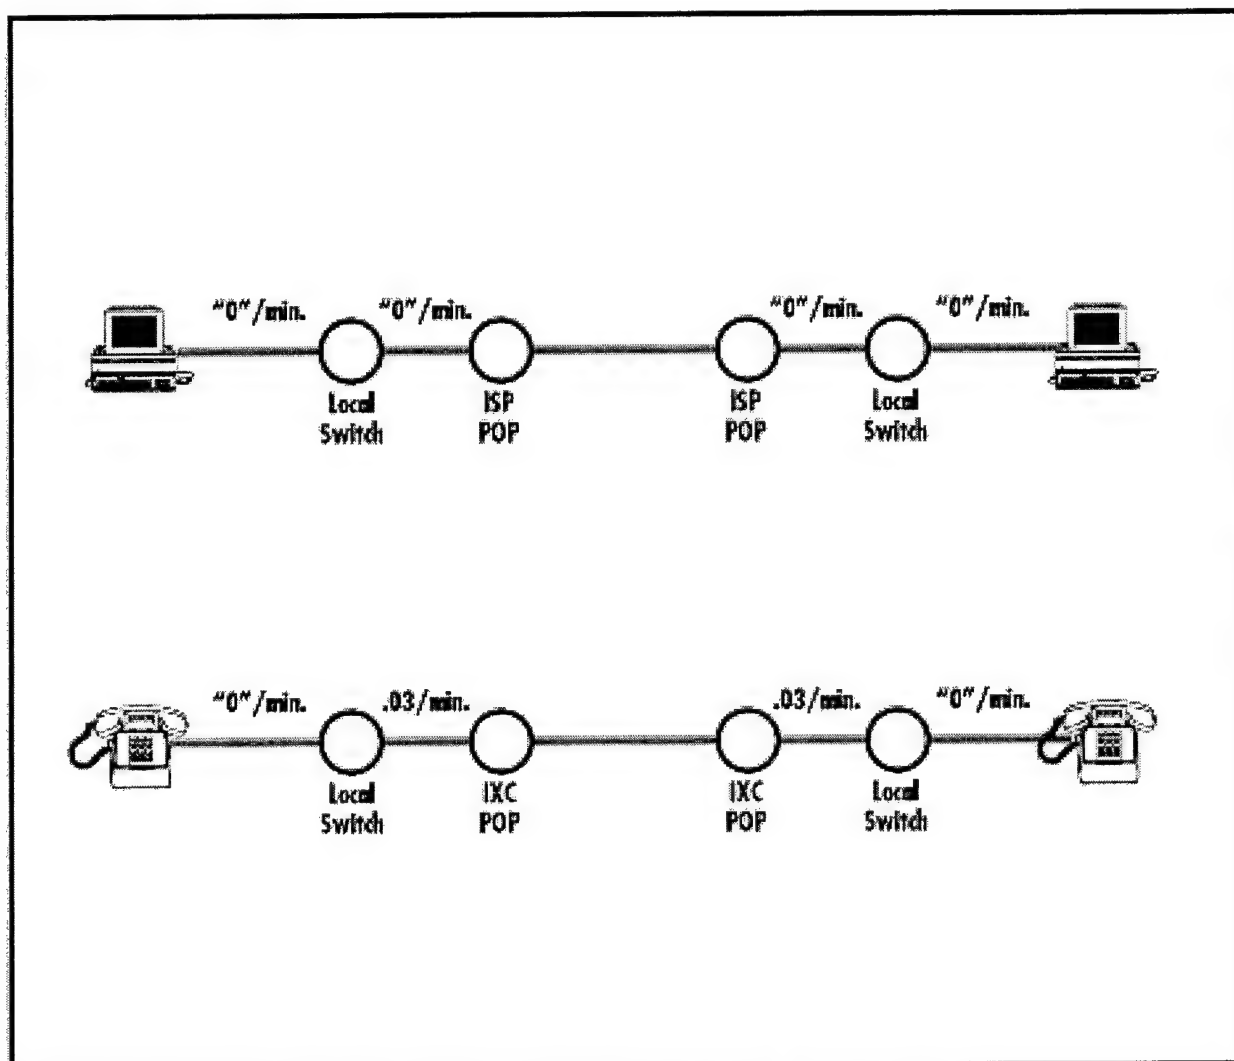 "0"/min. "0"/min. "0"/min. "0"/min.
Local ISP ISP Local
Switch POP POP Switch
"0"/min. .03/min. .03/min. "0"/min.
Local IXC IXC Local
Switch POP POP Switch